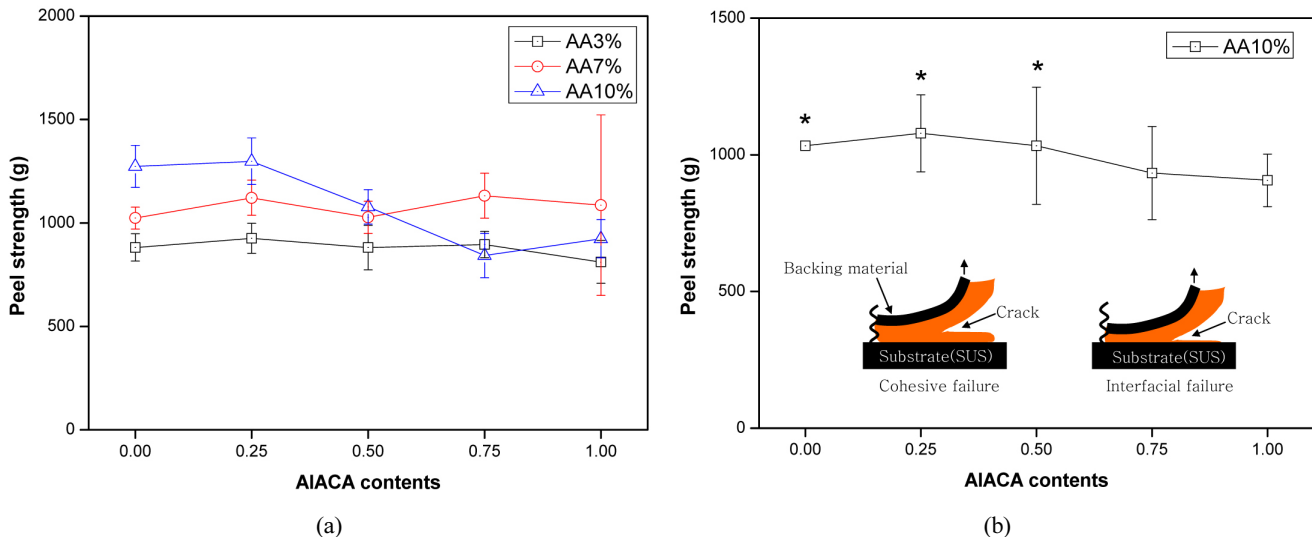 2000
1500
1000
500
0
Peel strength (g)
AA3%
AA7%
AA10%
0.00 0.25 0.50 0.75 1.00
AlACA contents
(a)
1500
1000
500
0
Peel strength (g)
AA10%
* * *
Backing material
Crack
Substrate(SUS)
Cohesive failure
Crack
Substrate(SUS)
Interfacial failure
0.00 0.25 0.50 0.75 1.00
AlACA contents
(b)